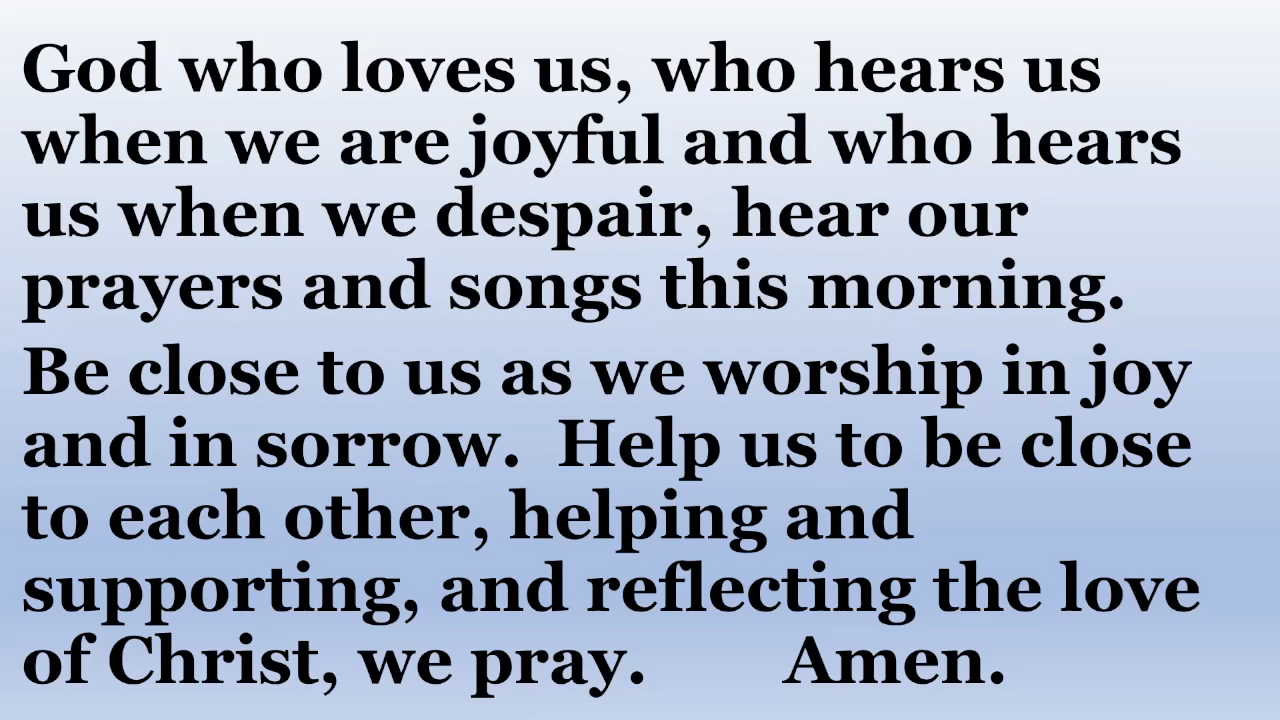 God who loves us, who hears us
when we are joyful and who hears
us when we despair, hear our
prayers and songs this morning.
Be close to us as we worship in joy
and in sorrow.  Help us to be close
to each other, helping and
supporting, and reflecting the love
of Christ, we pray.       Amen.